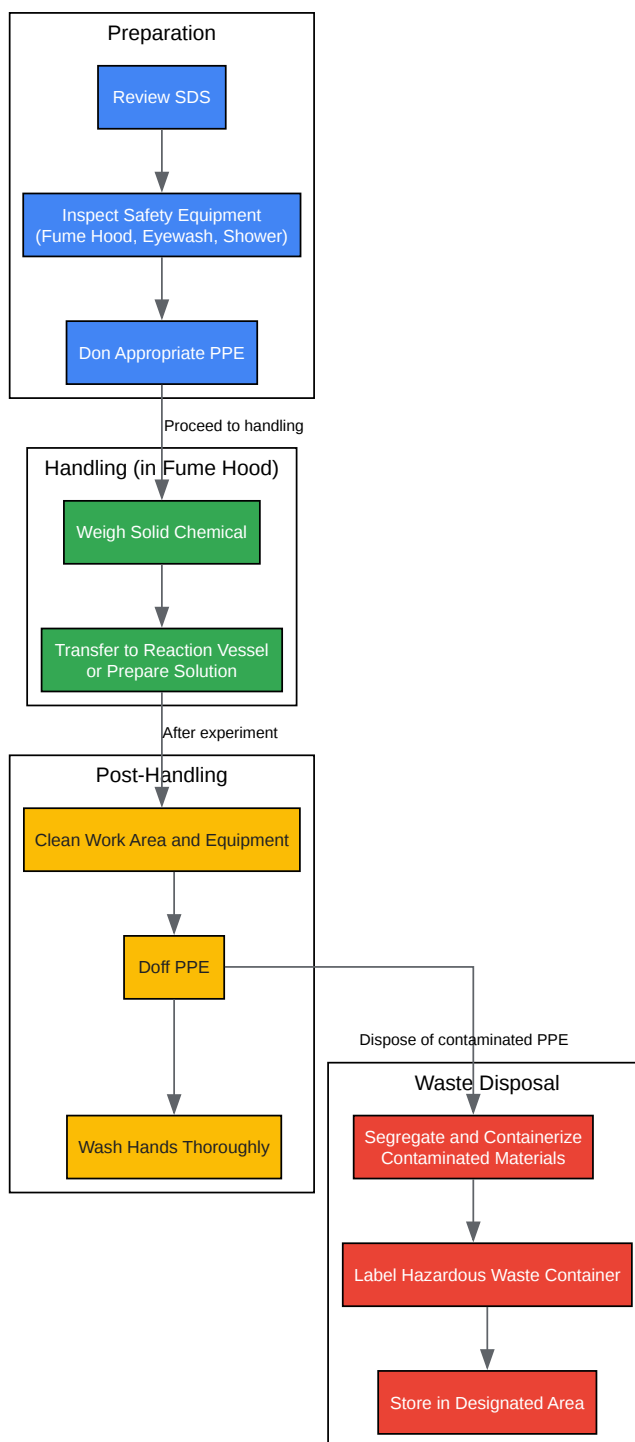 Preparation
Review SDS
Inspect Safety Equipment
(Fume Hood, Eyewash, Shower)
Don Appropriate PPE
Proceed to handling
Handling (in Fume Hood)
Weigh Solid Chemical
Transfer to Reaction Vessel
or Prepare Solution
After experiment
Post-Handling
Clean Work Area and Equipment
Doff PPE
Dispose of contaminated PPE
Waste Disposal
Wash Hands Thoroughly
Segregate and Containerize
Contaminated Materials
Label Hazardous Waste Container
Store in Designated Area